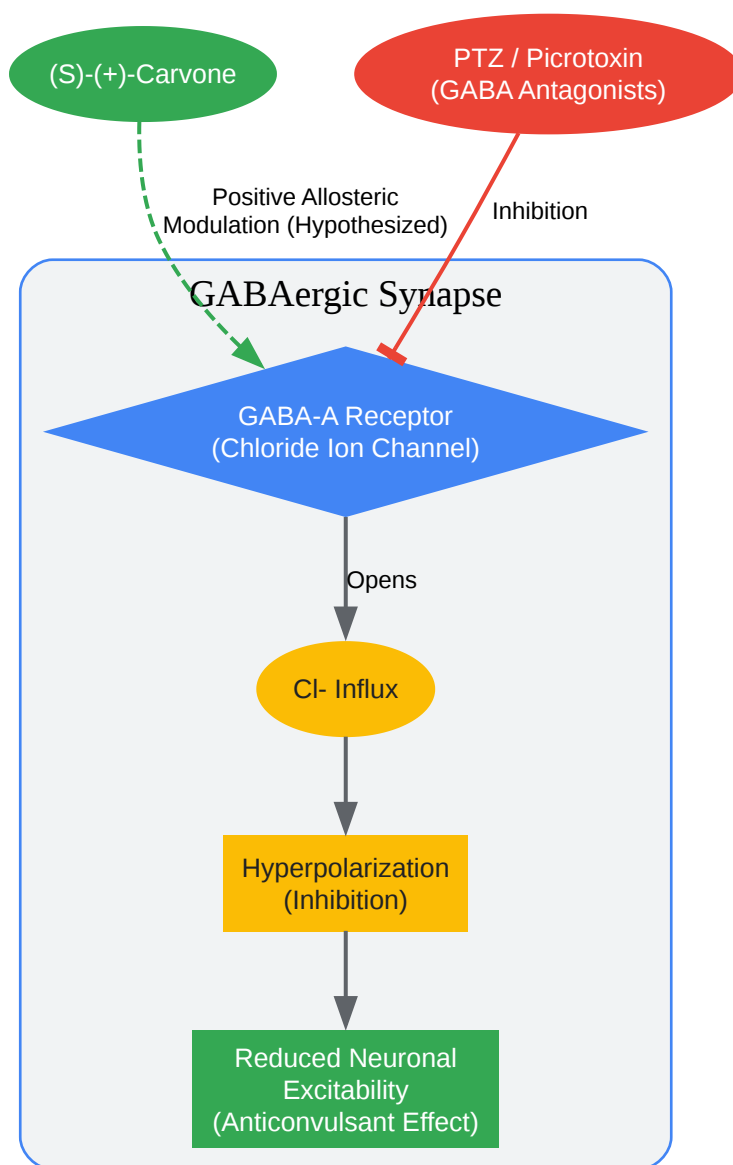 (S)-(+)-Carvone
PTZ / Picrotoxin
(GABA Antagonists)
Positive Allosteric
Modulation (Hypothesized)
Inhibition
GABAergic Synapse
GABA-A Receptor
(Chloride Ion Channel)
Opens
Cl- Influx
Hyperpolarization
(Inhibition)
Reduced Neuronal
Excitability
(Anticonvulsant Effect)